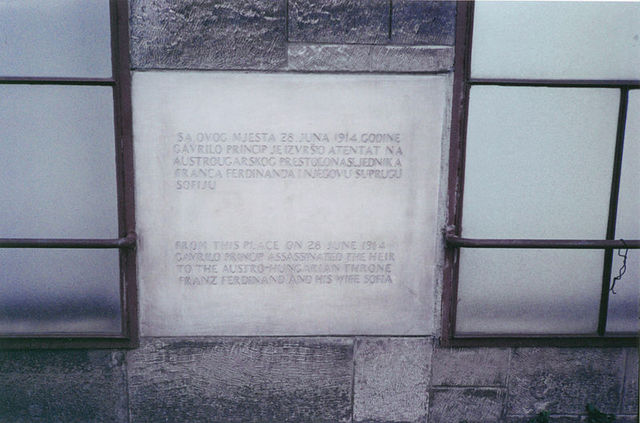 SA OVOG MJESTA 28. JUNA 1914. GODINE
GAVRILO PRINCIP JE IZVRŠIO ATENTAT NA
AUSTROUGARSKOG PRESTOLONASLJEDNIKA
FRANCA FERDINANDA I NJEGOVU SUPRUGU
SOFIJU
FROM THIS PLACE ON 28 JUNE 1914
GAVRILO PRINCIP ASSASSINATED THE HEIR
TO THE AUSTRO-HUNGARIAN THRONE
FRANZ FERDINAND AND HIS WIFE SOFIA